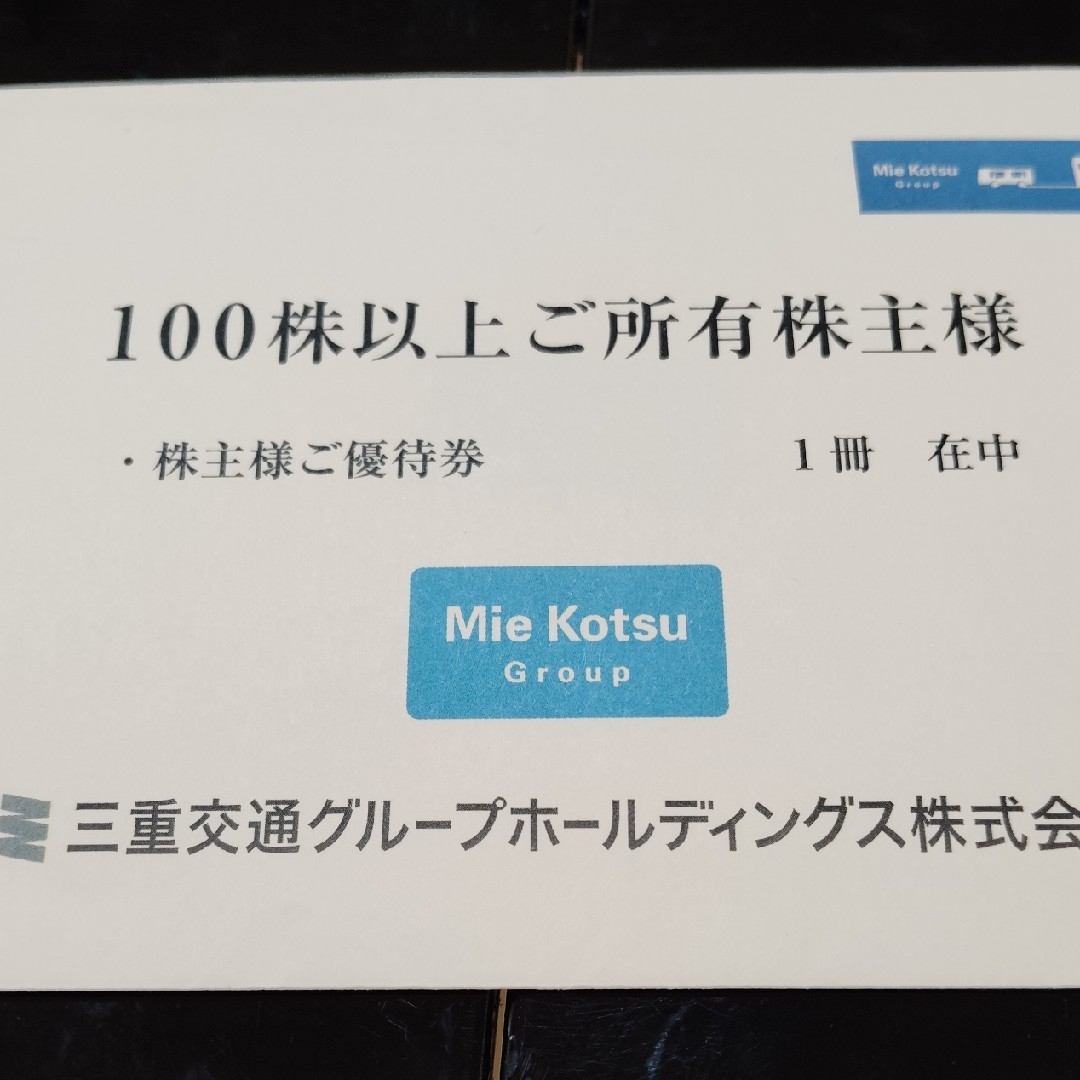 Mie Kotsu
Group
100株以上ご所有株主様
・株主様ご優待券 1冊 在中
Mie Kotsu
Group
三重交通グループホールディングス株式会